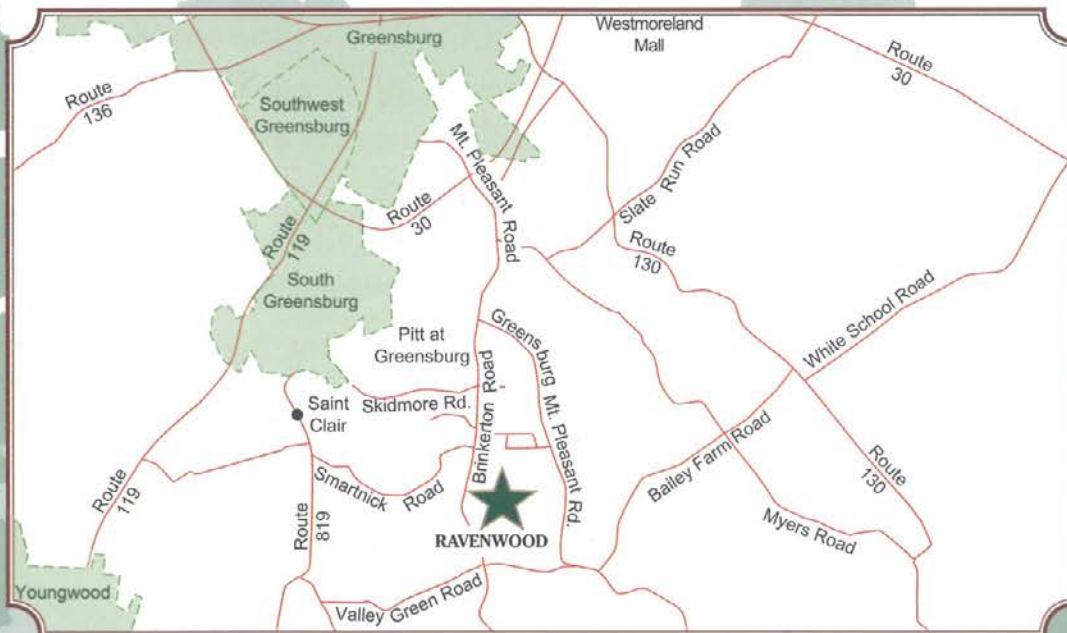 Greensburg
Westmoreland
Mall
Route
30
Route
136
Southwest
Greensburg
Mt. Pleasant Road
Slate Run Road
Route
30
Route
119
Route
130
South
Greensburg
White School Road
Greensburg Mt. Pleasant Rd.
Pitt at
Greensburg
Brinkerton Road
Skidmore Rd.
Saint
Clair
Bailey Farm Road
Route
130
Smartnick Road
Route
119
Route
819
RAVENWOOD
Myers Road
Youngwood
Valley Green Road